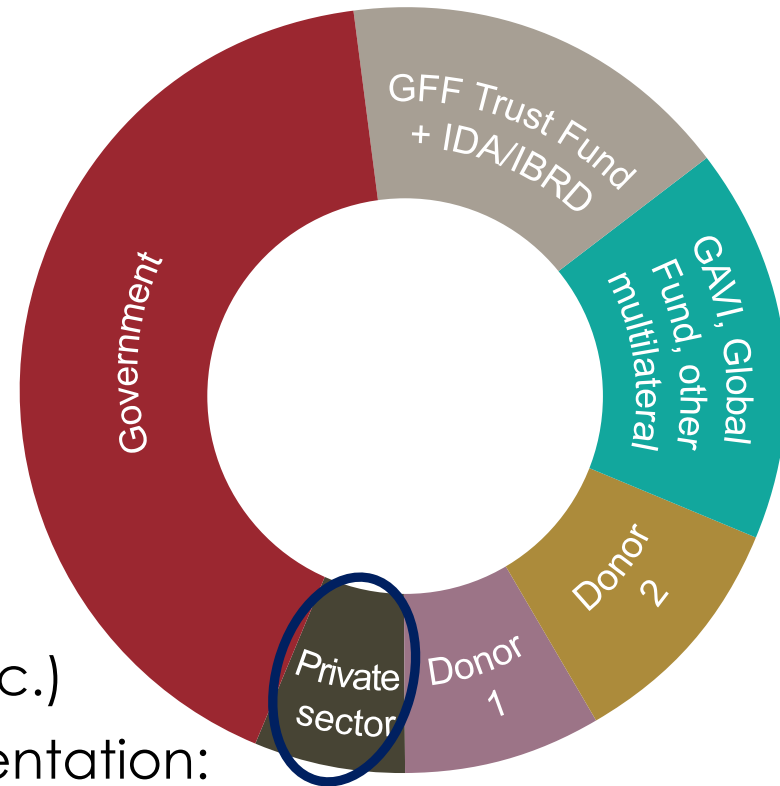 GFF Trust Fund
+ IDA/IBRD
GAVI, Global
Fund, other
multilateral
Government
Donor
2
Donor
1
Private
sector
c.)
entation: